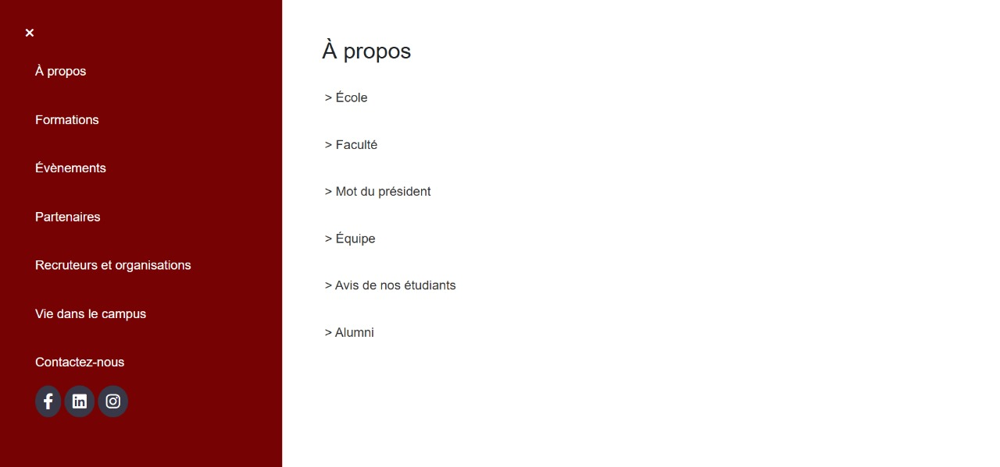 ×
À propos
Formations
Évènements
Partenaires
Recruteurs et organisations
Vie dans le campus
Contactez-nous
À propos
> École
> Faculté
> Mot du président
> Équipe
> Avis de nos étudiants
> Alumni